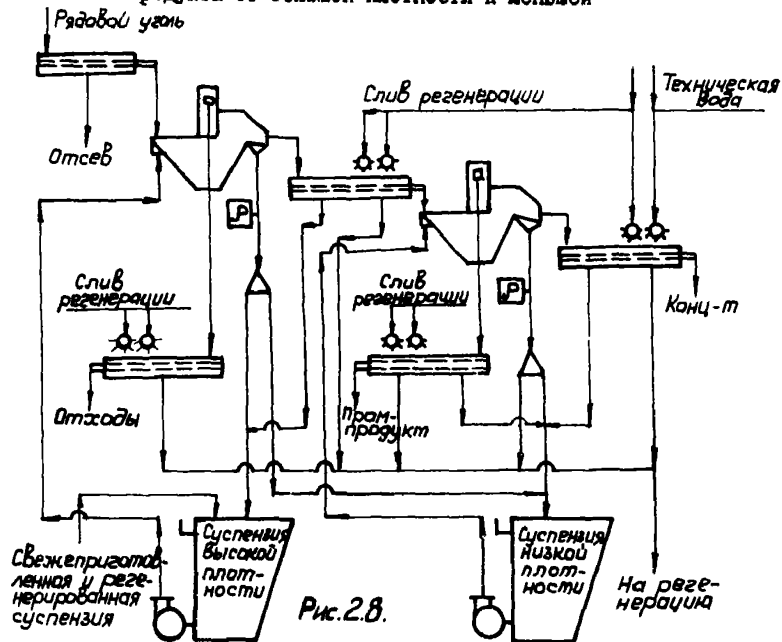 Рядовой уголь
Отсев
Слив регенерации
Техническая
вода
P
Слив
регенерации
Отходы
Слив
регенерации
P
Пром-
продукт
Конц-т
Свежеприготов-
ленная и реге-
нерированная
суспензия
Суспензия
высокой
плот-
ности
Рис.2.8.
Суспензия
низкой
плот-
ности
На реге-
нерацию